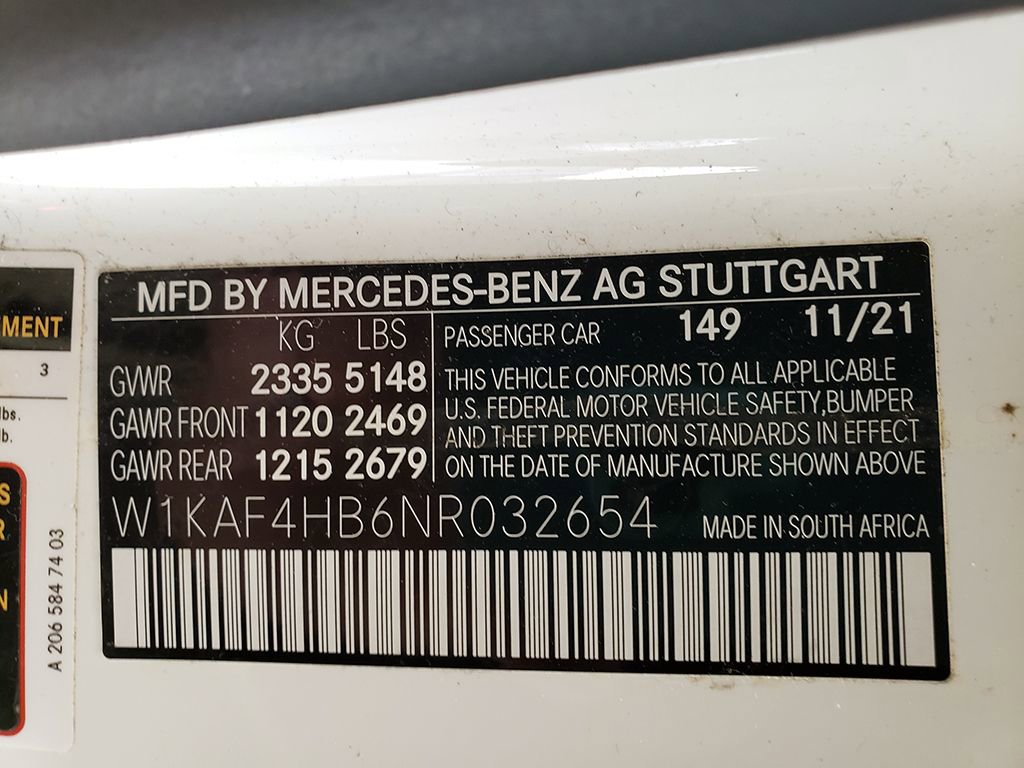 MFD BY MERCEDES-BENZ AG STUTTGART
KG LBS
GVWR 2335 5148
GAWR FRONT 1120 2469
GAWR REAR 1215 2679
PASSENGER CAR 149 11/21
THIS VEHICLE CONFORMS TO ALL APPLICABLE
U.S. FEDERAL MOTOR VEHICLE SAFETY, BUMPER
AND THEFT PREVENTION STANDARDS IN EFFECT
ON THE DATE OF MANUFACTURE SHOWN ABOVE
W1KAF4HB6NR032654 MADE IN SOUTH AFRICA
3
lbs.
lb.
A 206 584 74 03